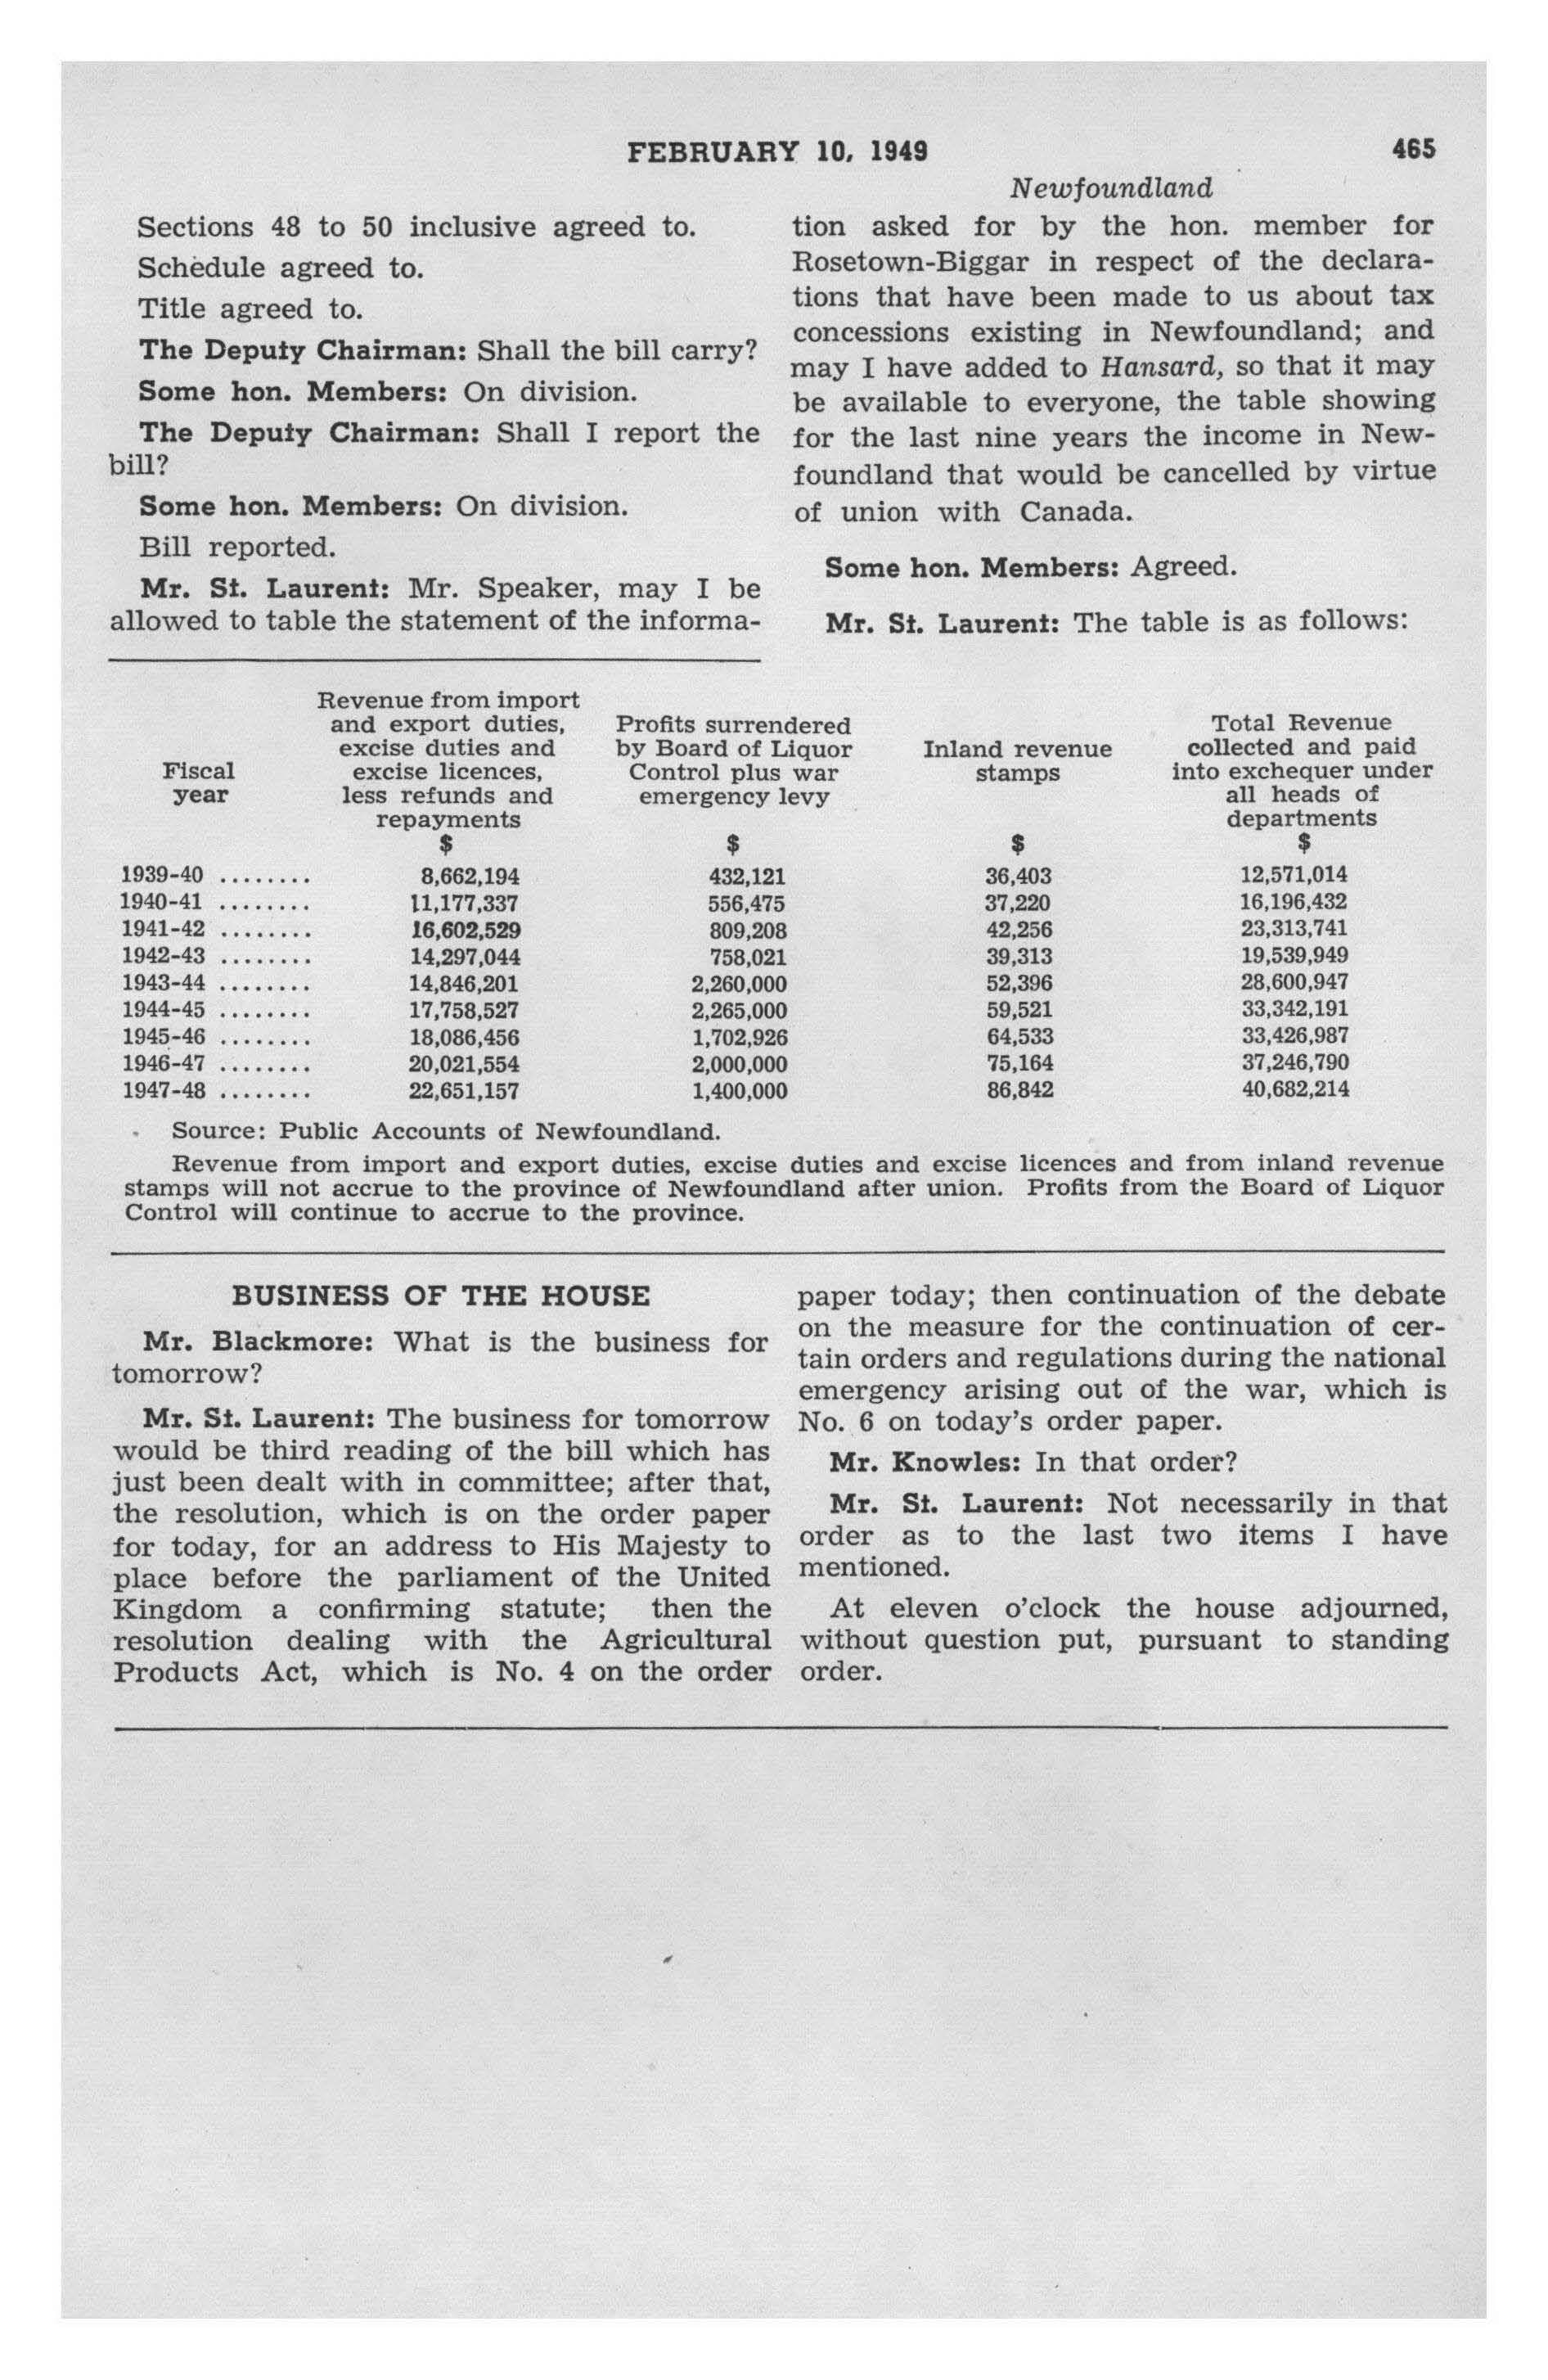 FEBRUARY 10, 1949 465
Newfoundland
Sections 48 to 50 inclusive agreed to.
Schedule agreed to.
Title agreed to.
The Deputy Chairman: Shall the bill carry?
Some hon. Members: On division.
The Deputy Chairman: Shall I report the
bill?
Some hon. Members: On division.
Bill reported.
Mr. St. Laurent: Mr. Speaker, may I be
allowed to table the statement of the informa-
tion asked for by the hon. member for
Rosetown-Biggar in respect of the declara-
tions that have been made to us about tax
concessions existing in Newfoundland; and
may I have added to Hansard, so that it may
be available to everyone, the table showing
for the last nine years the income in New-
foundland that would be cancelled by virtue
of union with Canada.
Some hon. Members: Agreed.
Mr. St. Laurent: The table is as follows:
Fiscal
year
Revenue from import
and export duties,
excise duties and
excise licences,
less refunds and
repayments
$
Profits surrendered
by Board of Liquor
Control plus war
emergency levy
$
Inland revenue
stamps
$
Total Revenue
collected and paid
into exchequer under
all heads of
departments
$
1939-40 ........ 8,662,194 432,121 36,403 12,571,014
1940-41 ........ 11,177,337 556,475 37,220 16,196,432
1941-42 ........ 16,602,529 809,208 42,256 23,313,741
1942-43 ........ 14,297,044 758,021 39,313 19,539,949
1943-44 ........ 14,846,201 2,260,000 52,396 28,600,947
1944-45 ........ 17,758,527 2,265,000 59,521 33,342,191
1945-46 ........ 18,086,456 1,702,926 64,533 33,426,987
1946-47 ........ 20,021,554 2,000,000 75,164 37,246,790
1947-48 ........ 22,651,157 1,400,000 86,842 40,682,214
Source: Public Accounts of Newfoundland.
Revenue from import and export duties, excise duties and excise licences and from inland revenue
stamps will not accrue to the province of Newfoundland after union. Profits from the Board of Liquor
Control will continue to accrue to the province.
BUSINESS OF THE HOUSE
Mr. Blackmore: What is the business for
tomorrow?
Mr. St. Laurent: The business for tomorrow
would be third reading of the bill which has
just been dealt with in committee; after that,
the resolution, which is on the order paper
for today, for an address to His Majesty to
place before the parliament of the United
Kingdom a confirming statute; then the
resolution dealing with the Agricultural
Products Act, which is No. 4 on the order
paper today; then continuation of the debate
on the measure for the continuation of cer-
tain orders and regulations during the national
emergency arising out of the war, which is
No. 6 on today's order paper.
Mr. Knowles: In that order?
Mr. St. Laurent: Not necessarily in that
order as to the last two items I have
mentioned.
At eleven o'clock the house adjourned,
without question put, pursuant to standing
order.